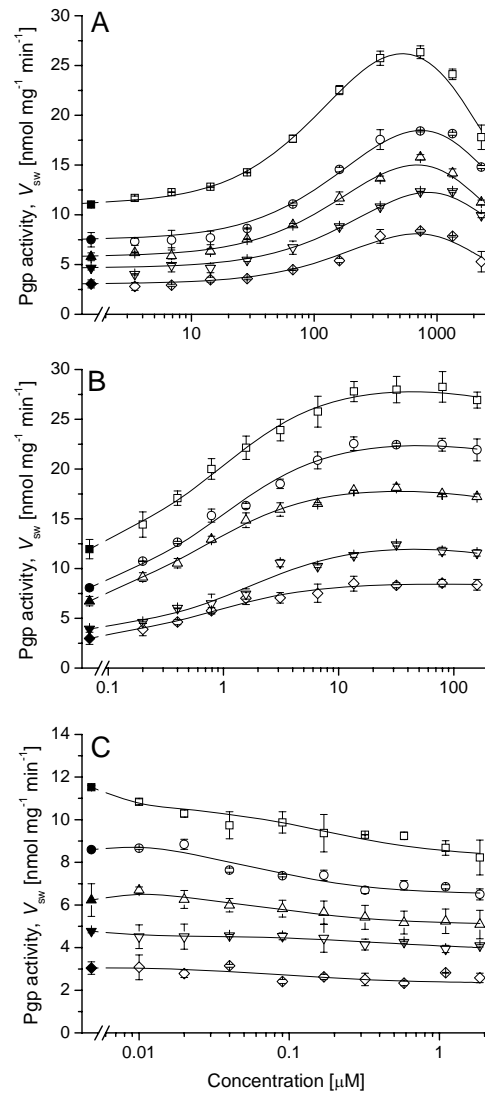 A
Pgp activity, V_sw [nmol mg⁻¹ min⁻¹]
30
25
20
15
10
5
0
10 100 1000
B
Pgp activity, V_sw [nmol mg⁻¹ min⁻¹]
30
25
20
15
10
5
0
0.1 1 10 100
C
Pgp activity, V_sw [nmol mg⁻¹ min⁻¹]
14
12
10
8
6
4
2
0
0.01 0.1 1
Concentration [µM]